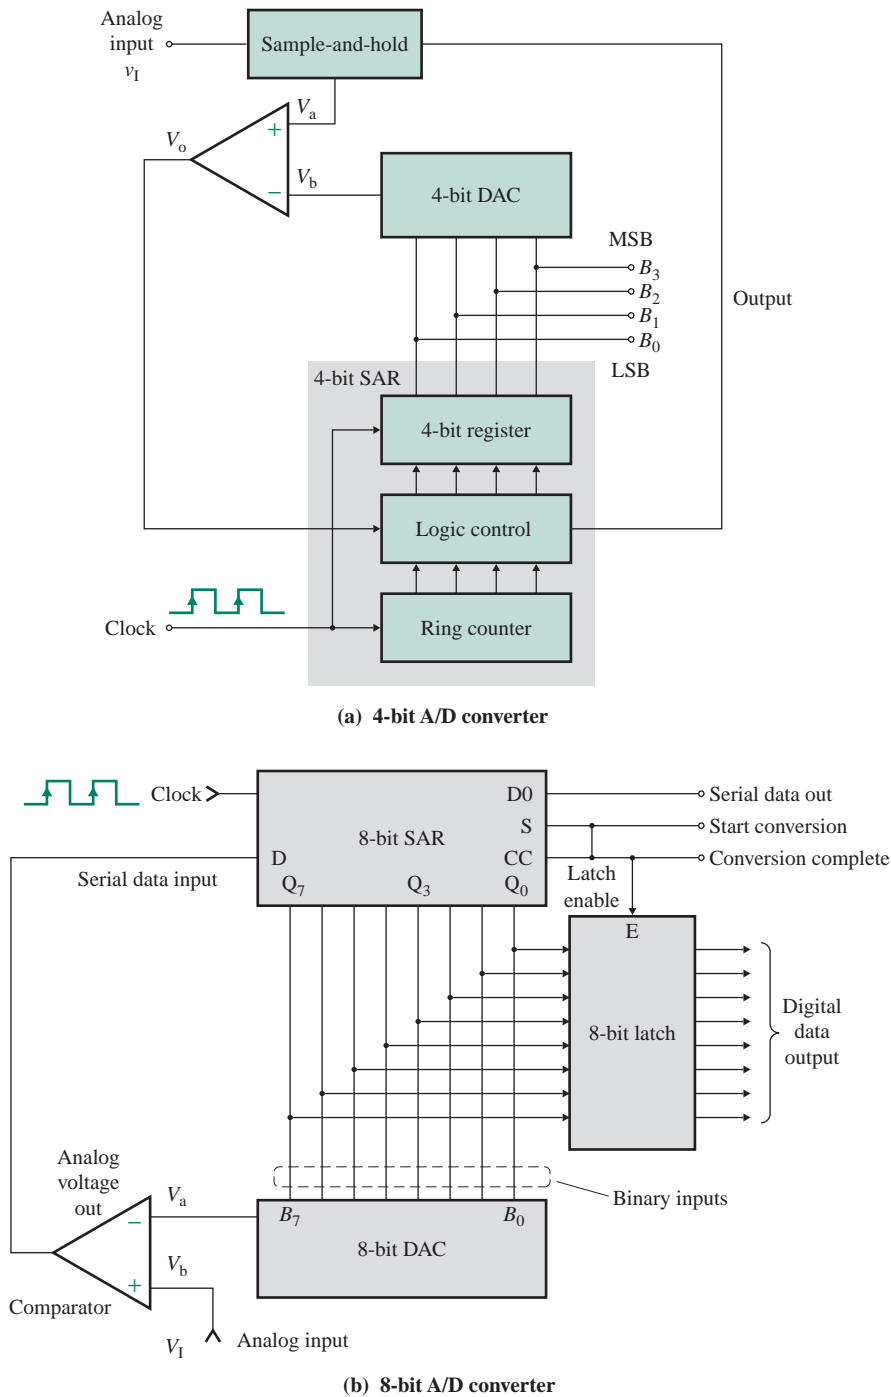 Analog
input
vI
Sample-and-hold
Va
+
Vo
Vb
−
4-bit DAC
MSB
B3
B2
B1
B0
LSB
Output
4-bit SAR
4-bit register
Logic control
Clock
Ring counter
(a) 4-bit A/D converter
Clock
D0
Serial data out
S
Start conversion
8-bit SAR
D
CC
Conversion complete
Serial data input
Q7
Q3
Q0
Latch
enable
E
8-bit latch
Digital
data
output
Analog
voltage
out
Binary inputs
Va
−
B7
B0
8-bit DAC
Vb
+
Comparator
VI
Analog input
(b) 8-bit A/D converter